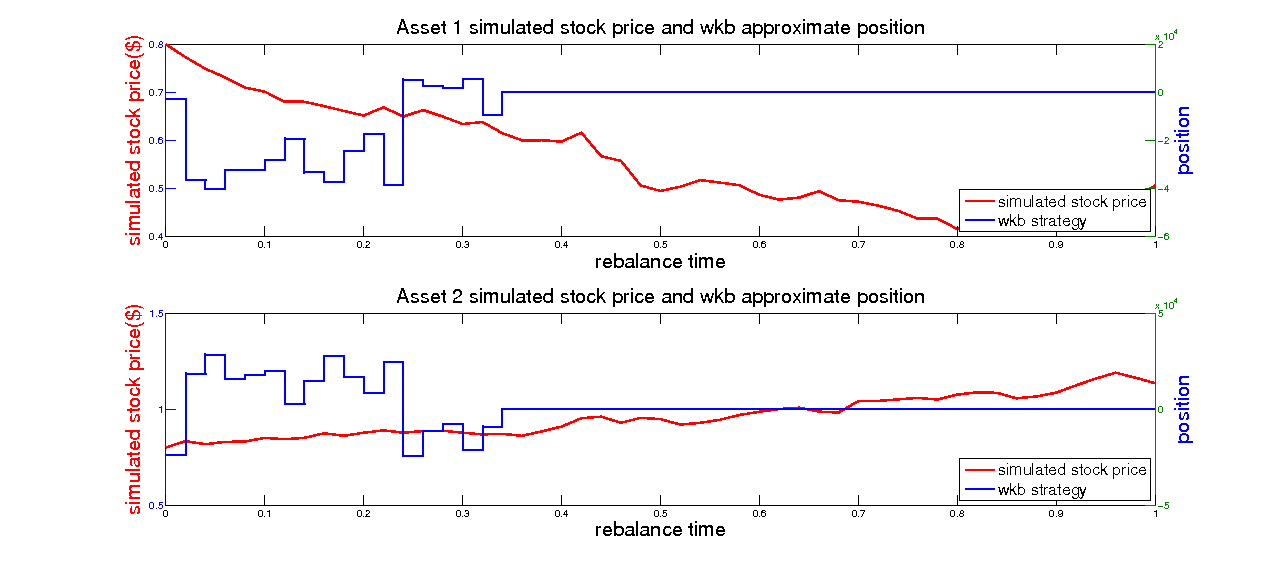 Asset 1 simulated stock price and wkb approximate position
x 10^4
simulated stock price($)
0.8
0.7
0.6
0.5
0.4
2
0
-2
-4
-6
position
simulated stock price
wkb strategy
0 0.1 0.2 0.3 0.4 0.5 0.6 0.7 0.8 0.9 1
rebalance time
Asset 2 simulated stock price and wkb approximate position
x 10^4
simulated stock price($)
1.5
1
0.5
5
0
-5
position
simulated stock price
wkb strategy
0 0.1 0.2 0.3 0.4 0.5 0.6 0.7 0.8 0.9 1
rebalance time